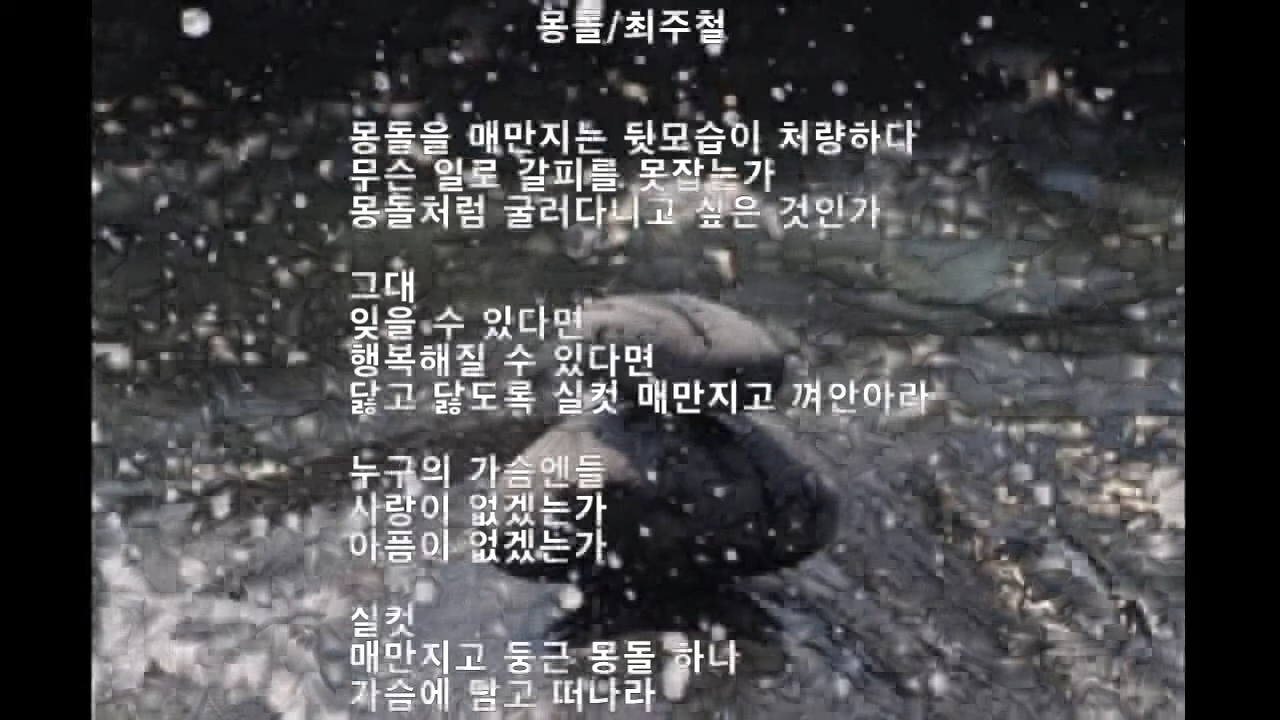 몽돌/최주철
몽돌을 매만지는 뒷모습이 처량하다
무슨 일로 갈피를 못잡는가
몽돌처럼 굴러다니고 싶은 것인가
그대
잊을 수 있다면
행복해질 수 있다면
닳고 닳도록 실컷 매만지고 껴안아라
누구의 가슴엔들
사랑이 없겠는가
아픔이 없겠는가
실컷
매만지고 둥근 몽돌 하나
가슴에 담고 떠나라